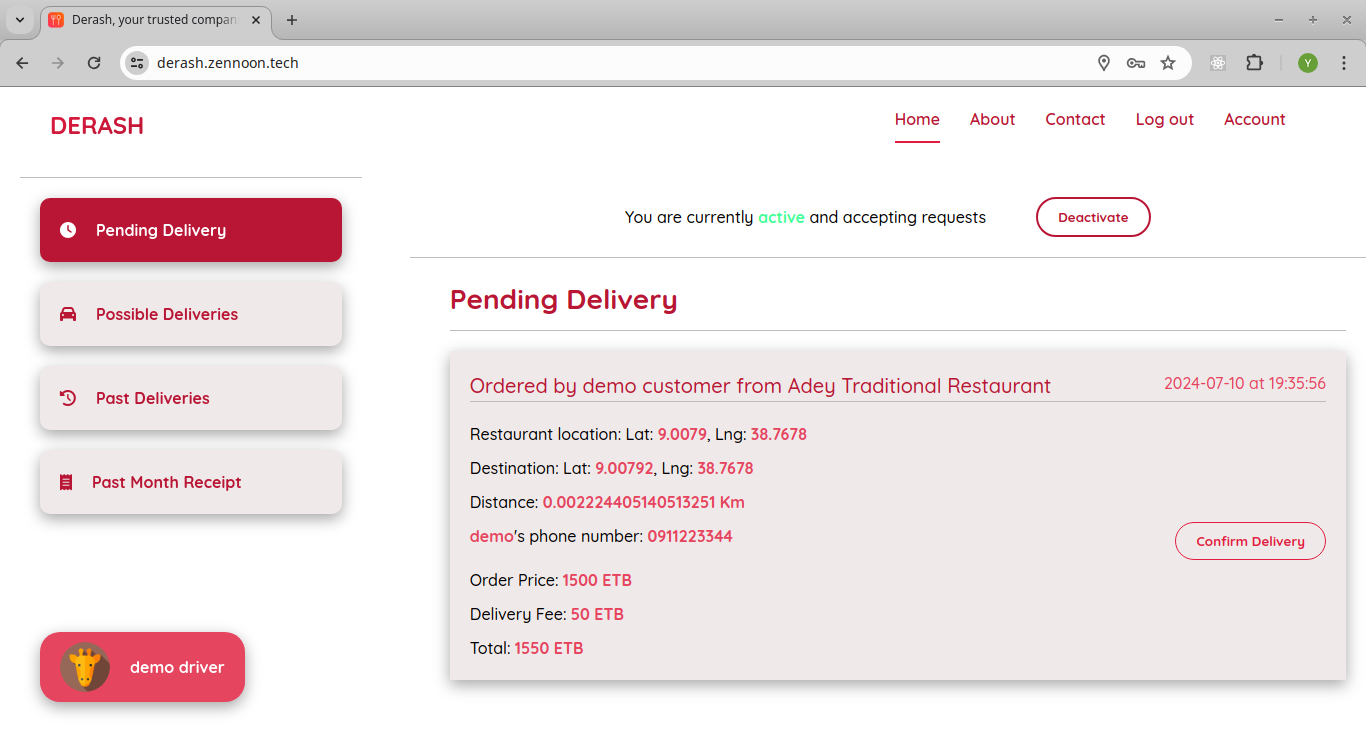 Derash, your trusted compan
derash.zennoon.tech
Y
DERASH
Home About Contact Log out Account
Pending Delivery
Possible Deliveries
Past Deliveries
Past Month Receipt
demo driver
You are currently active and accepting requests
Deactivate
Pending Delivery
Ordered by demo customer from Adey Traditional Restaurant
2024-07-10 at 19:35:56
Restaurant location: Lat: 9.0079, Lng: 38.7678
Destination: Lat: 9.00792, Lng: 38.7678
Distance: 0.002224405140513251 Km
demo's phone number: 0911223344
Confirm Delivery
Order Price: 1500 ETB
Delivery Fee: 50 ETB
Total: 1550 ETB